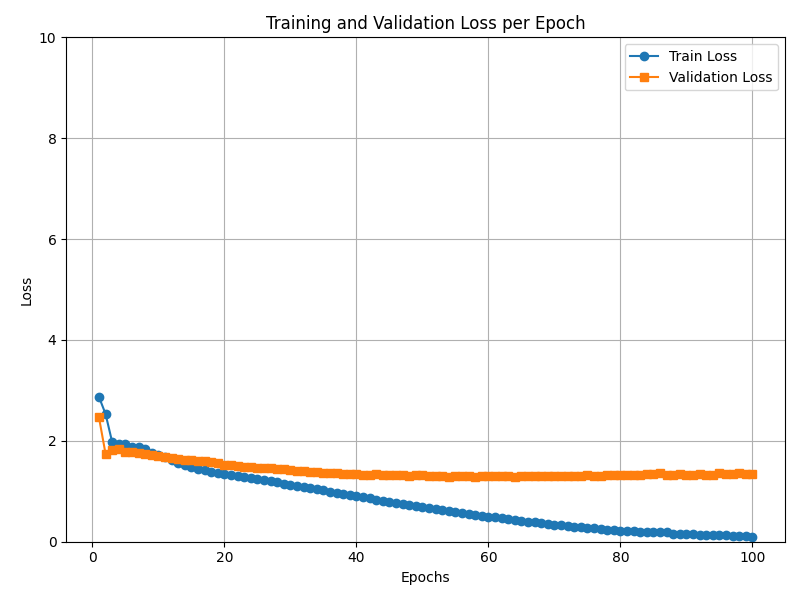 Training and Validation Loss per Epoch
Train Loss
Validation Loss
10
8
6
4
2
0
Loss
0 20 40 60 80 100
Epochs